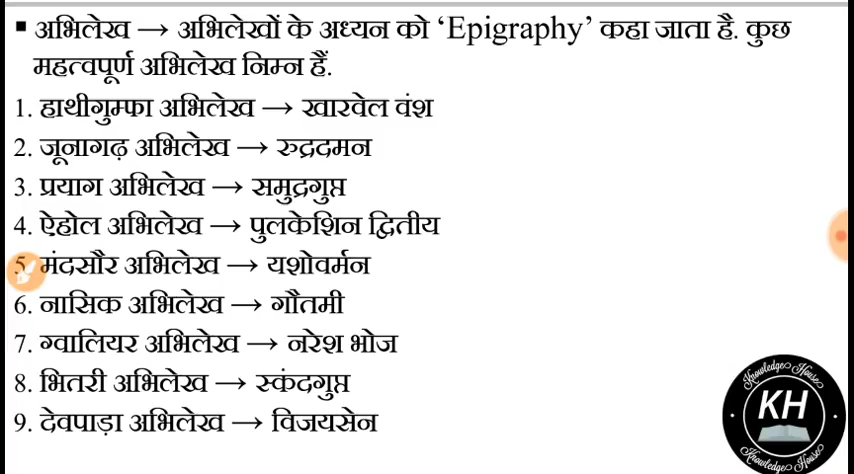 ▪ अभिलेख → अभिलेखों के अध्यन को ‘Epigraphy’ कहा जाता है. कुछ
महत्वपूर्ण अभिलेख निम्न हैं.
1. हाथीगुम्फा अभिलेख → खारवेल वंश
2. जूनागढ़ अभिलेख → रुद्रदमन
3. प्रयाग अभिलेख → समुद्रगुप्त
4. ऐहोल अभिलेख → पुलकेशिन द्वितीय
5. मंदसौर अभिलेख → यशोवर्मन
6. नासिक अभिलेख → गौतमी
7. ग्वालियर अभिलेख → नरेश भोज
8. भितरी अभिलेख → स्कंदगुप्त
9. देवपाड़ा अभिलेख → विजयसेन
Knowledge House
KH
Knowledge House